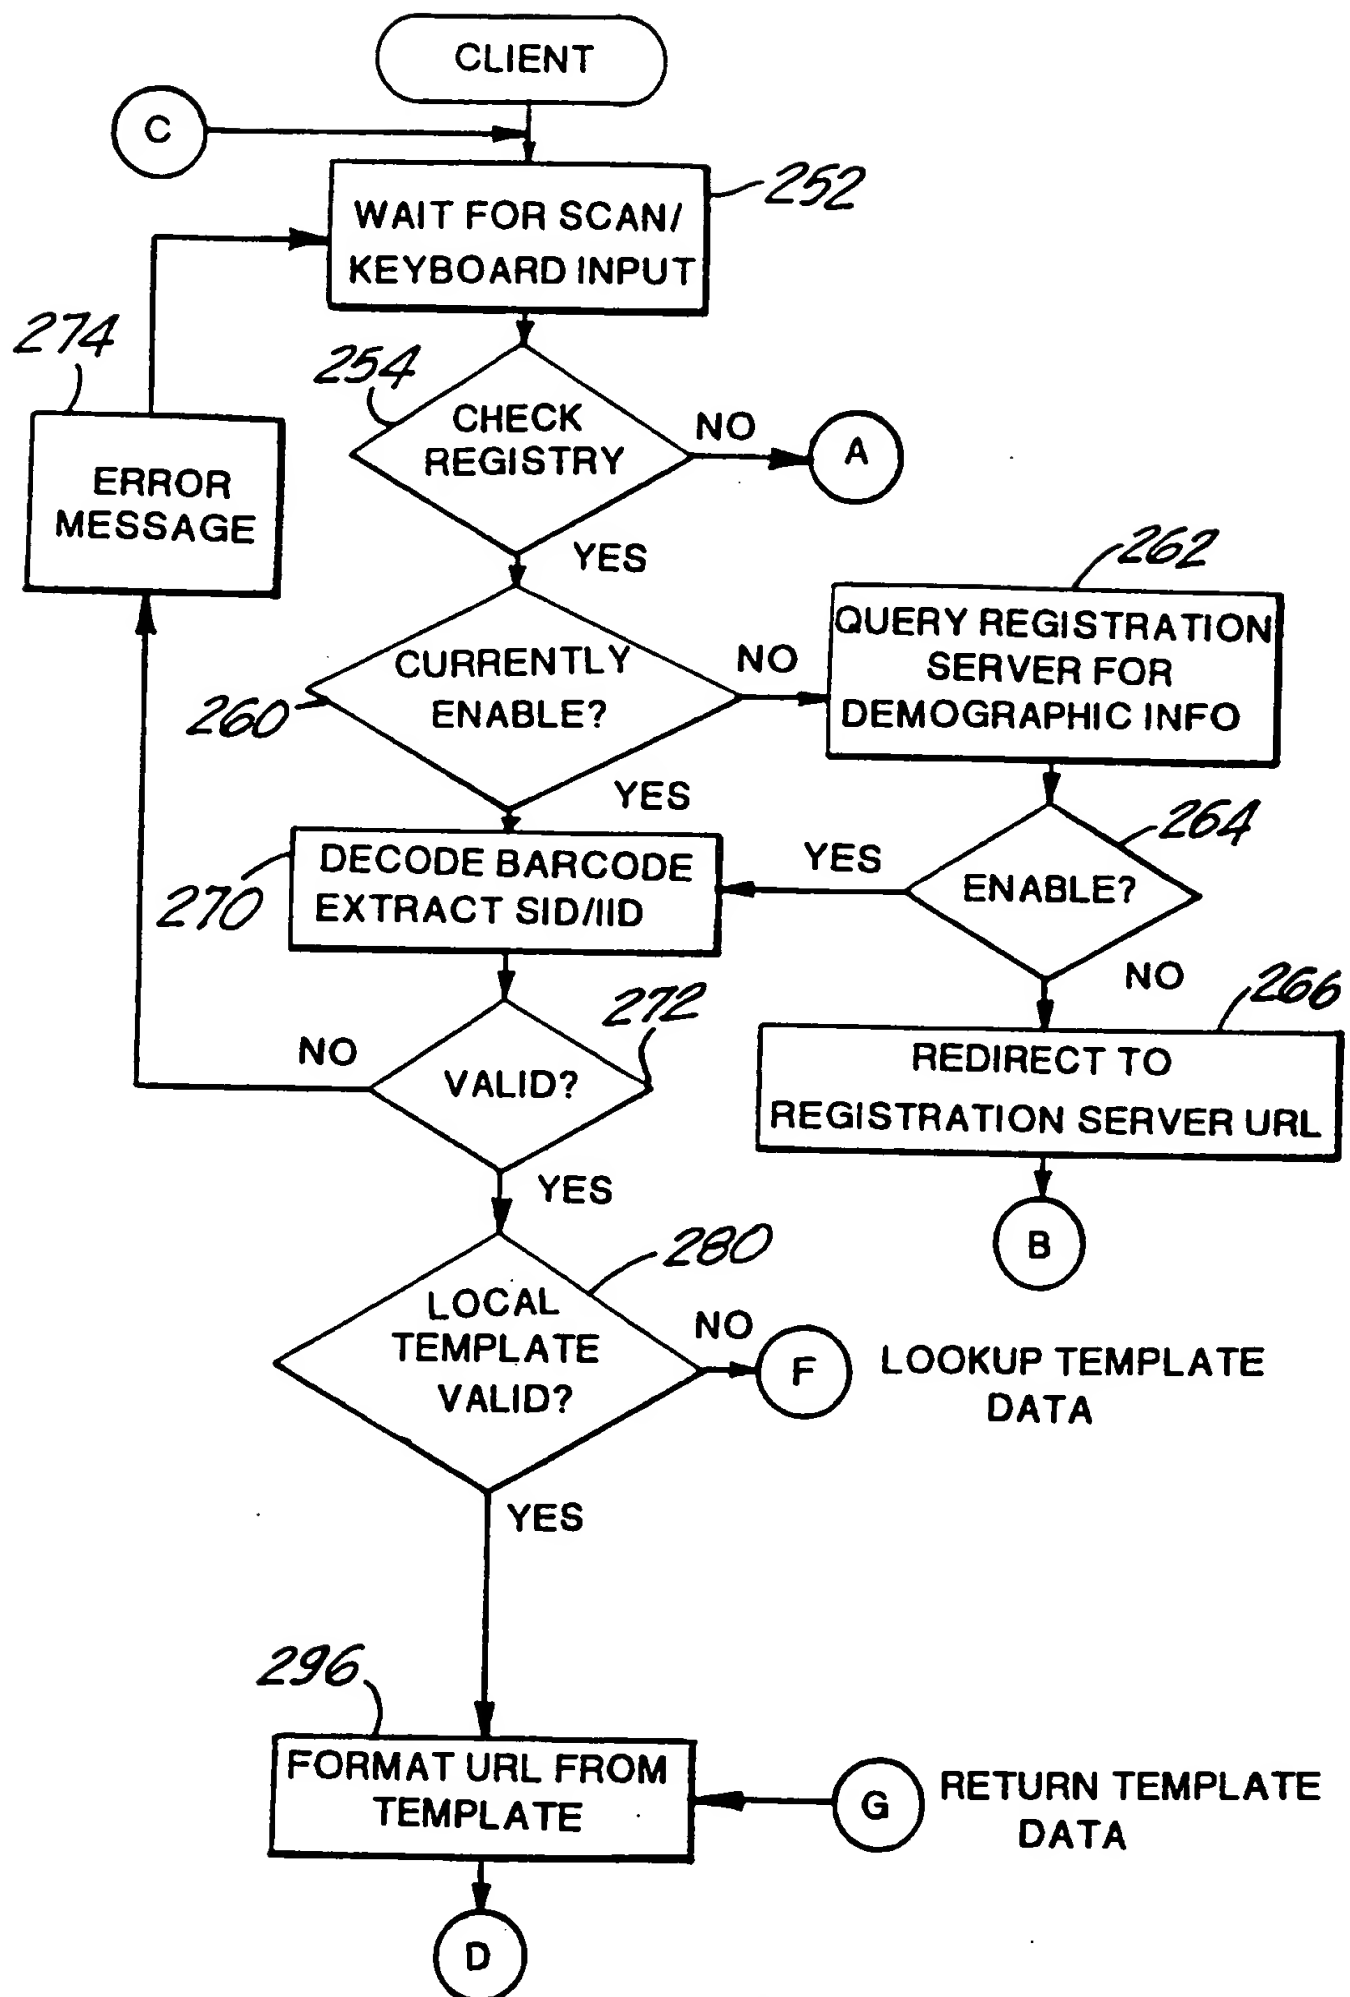 CLIENT
C
252
WAIT FOR SCAN/
KEYBOARD INPUT
274
254
CHECK
REGISTRY
NO
A
ERROR
MESSAGE
YES
262
QUERY REGISTRATION
SERVER FOR
DEMOGRAPHIC INFO
CURRENTLY
ENABLE?
NO
260
YES
264
DECODE BARCODE
EXTRACT SID/IID
YES
ENABLE?
270
NO
266
272
NO
VALID?
REDIRECT TO
REGISTRATION SERVER URL
YES
B
280
LOCAL
TEMPLATE
VALID?
NO
F
LOOKUP TEMPLATE
DATA
YES
296
FORMAT URL FROM
TEMPLATE
G
RETURN TEMPLATE
DATA
D